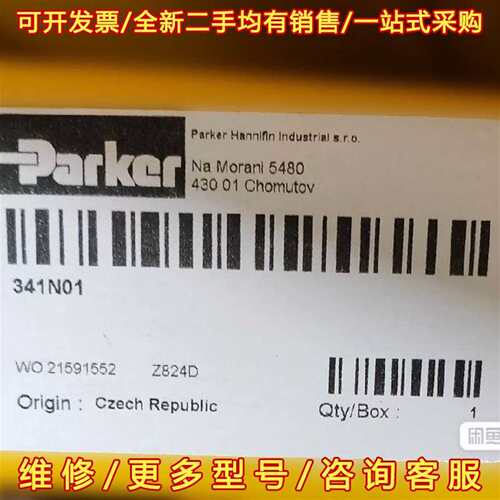 可开发票/全新二手均有销售/一站式采购
Parker
Parker Hannifin Industrial s.r.o.
Na Morani 5480
430 01 Chomutov
341N01
WO 21591552 Z824D
Origin : Czech Republic
Qty/Box : 1
闲鱼
维修/更多型号/咨询客服